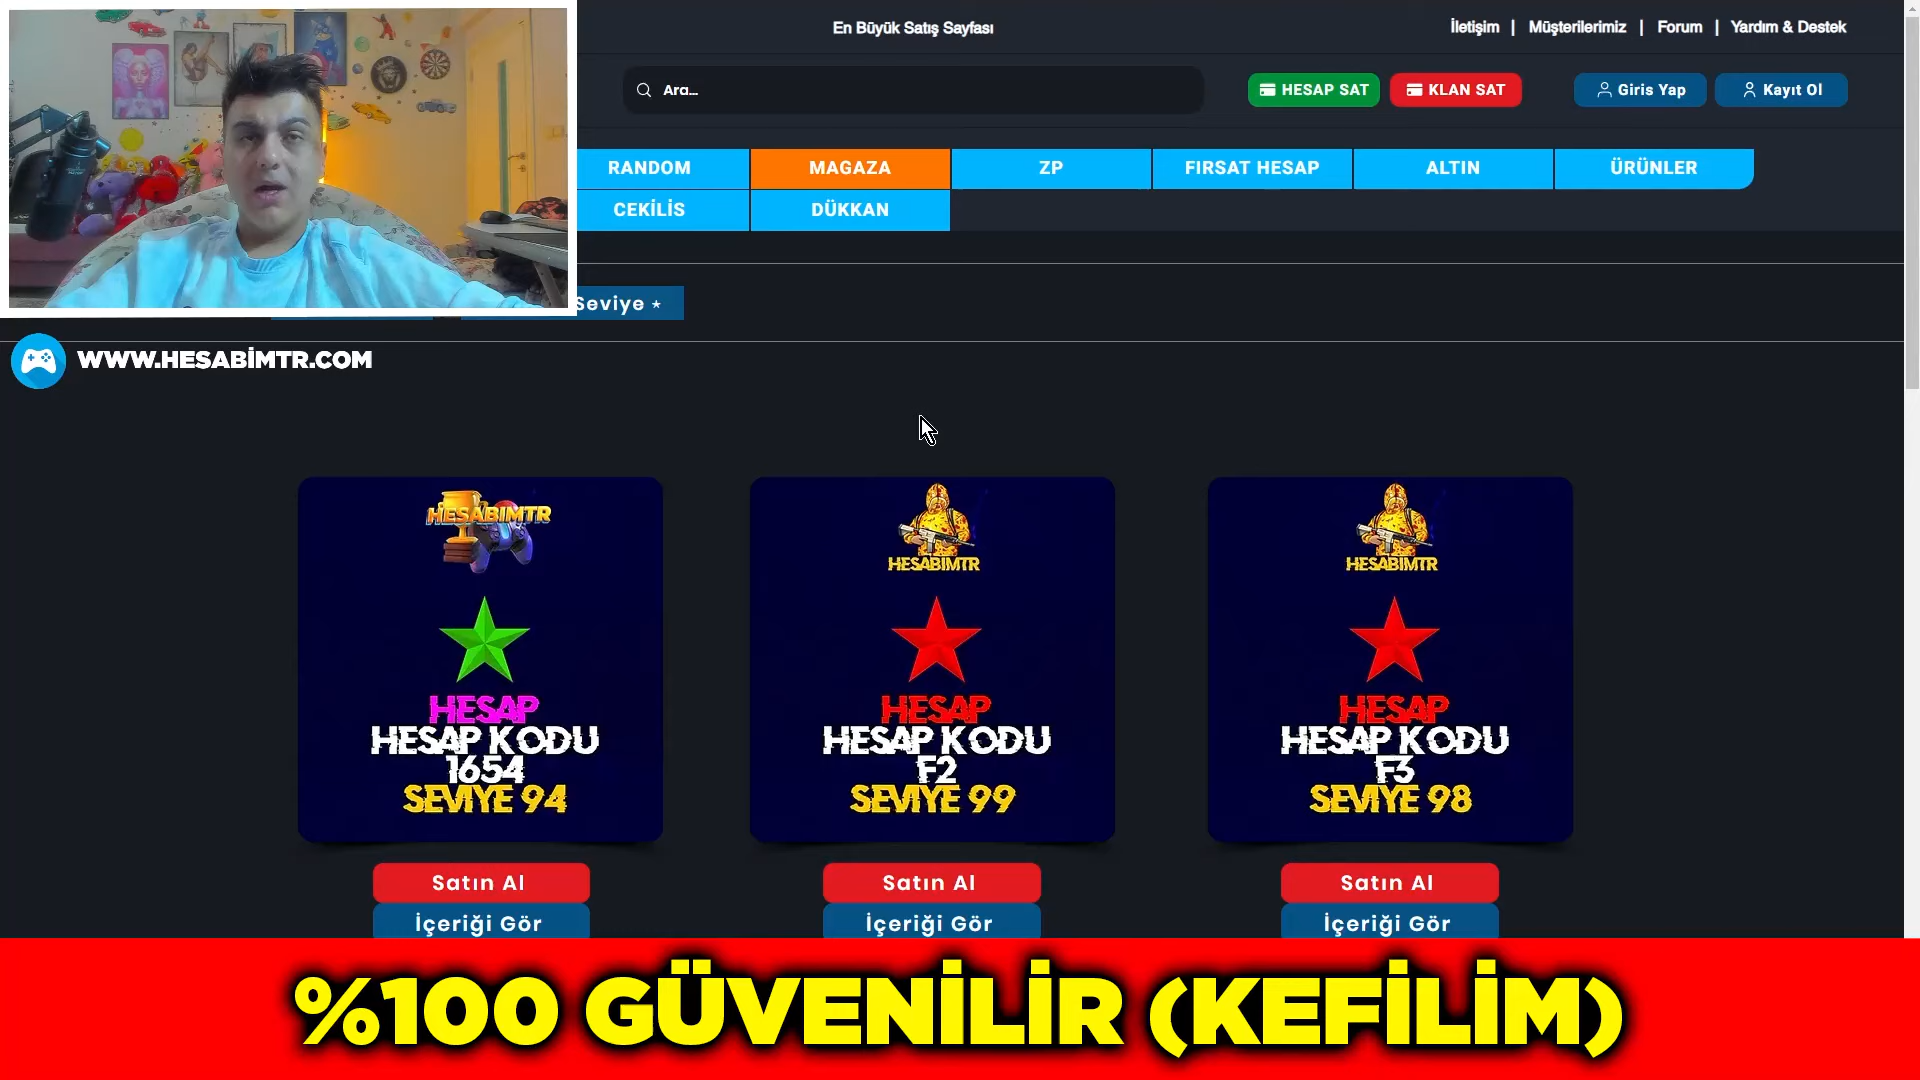 En Büyük Satış Sayfası
İletişim | Müşterilerimiz | Forum | Yardım & Destek
Ara...
HESAP SAT
KLAN SAT
Giris Yap
Kayıt Ol
RANDOM
MAGAZA
ZP
FIRSAT HESAP
ALTIN
ÜRÜNLER
CEKİLİS
DÜKKAN
Seviye ⋆
WWW.HESABİMTR.COM
HESABIMTR
HESAP
HESAP KODU
1654
SEVIYE 94
Satın Al
İçeriği Gör
HESABIMTR
HESAP
HESAP KODU
F2
SEVIYE 99
Satın Al
İçeriği Gör
HESABIMTR
HESAP
HESAP KODU
F3
SEVIYE 98
Satın Al
İçeriği Gör
%100 GÜVENİLİR (KEFİLİM)